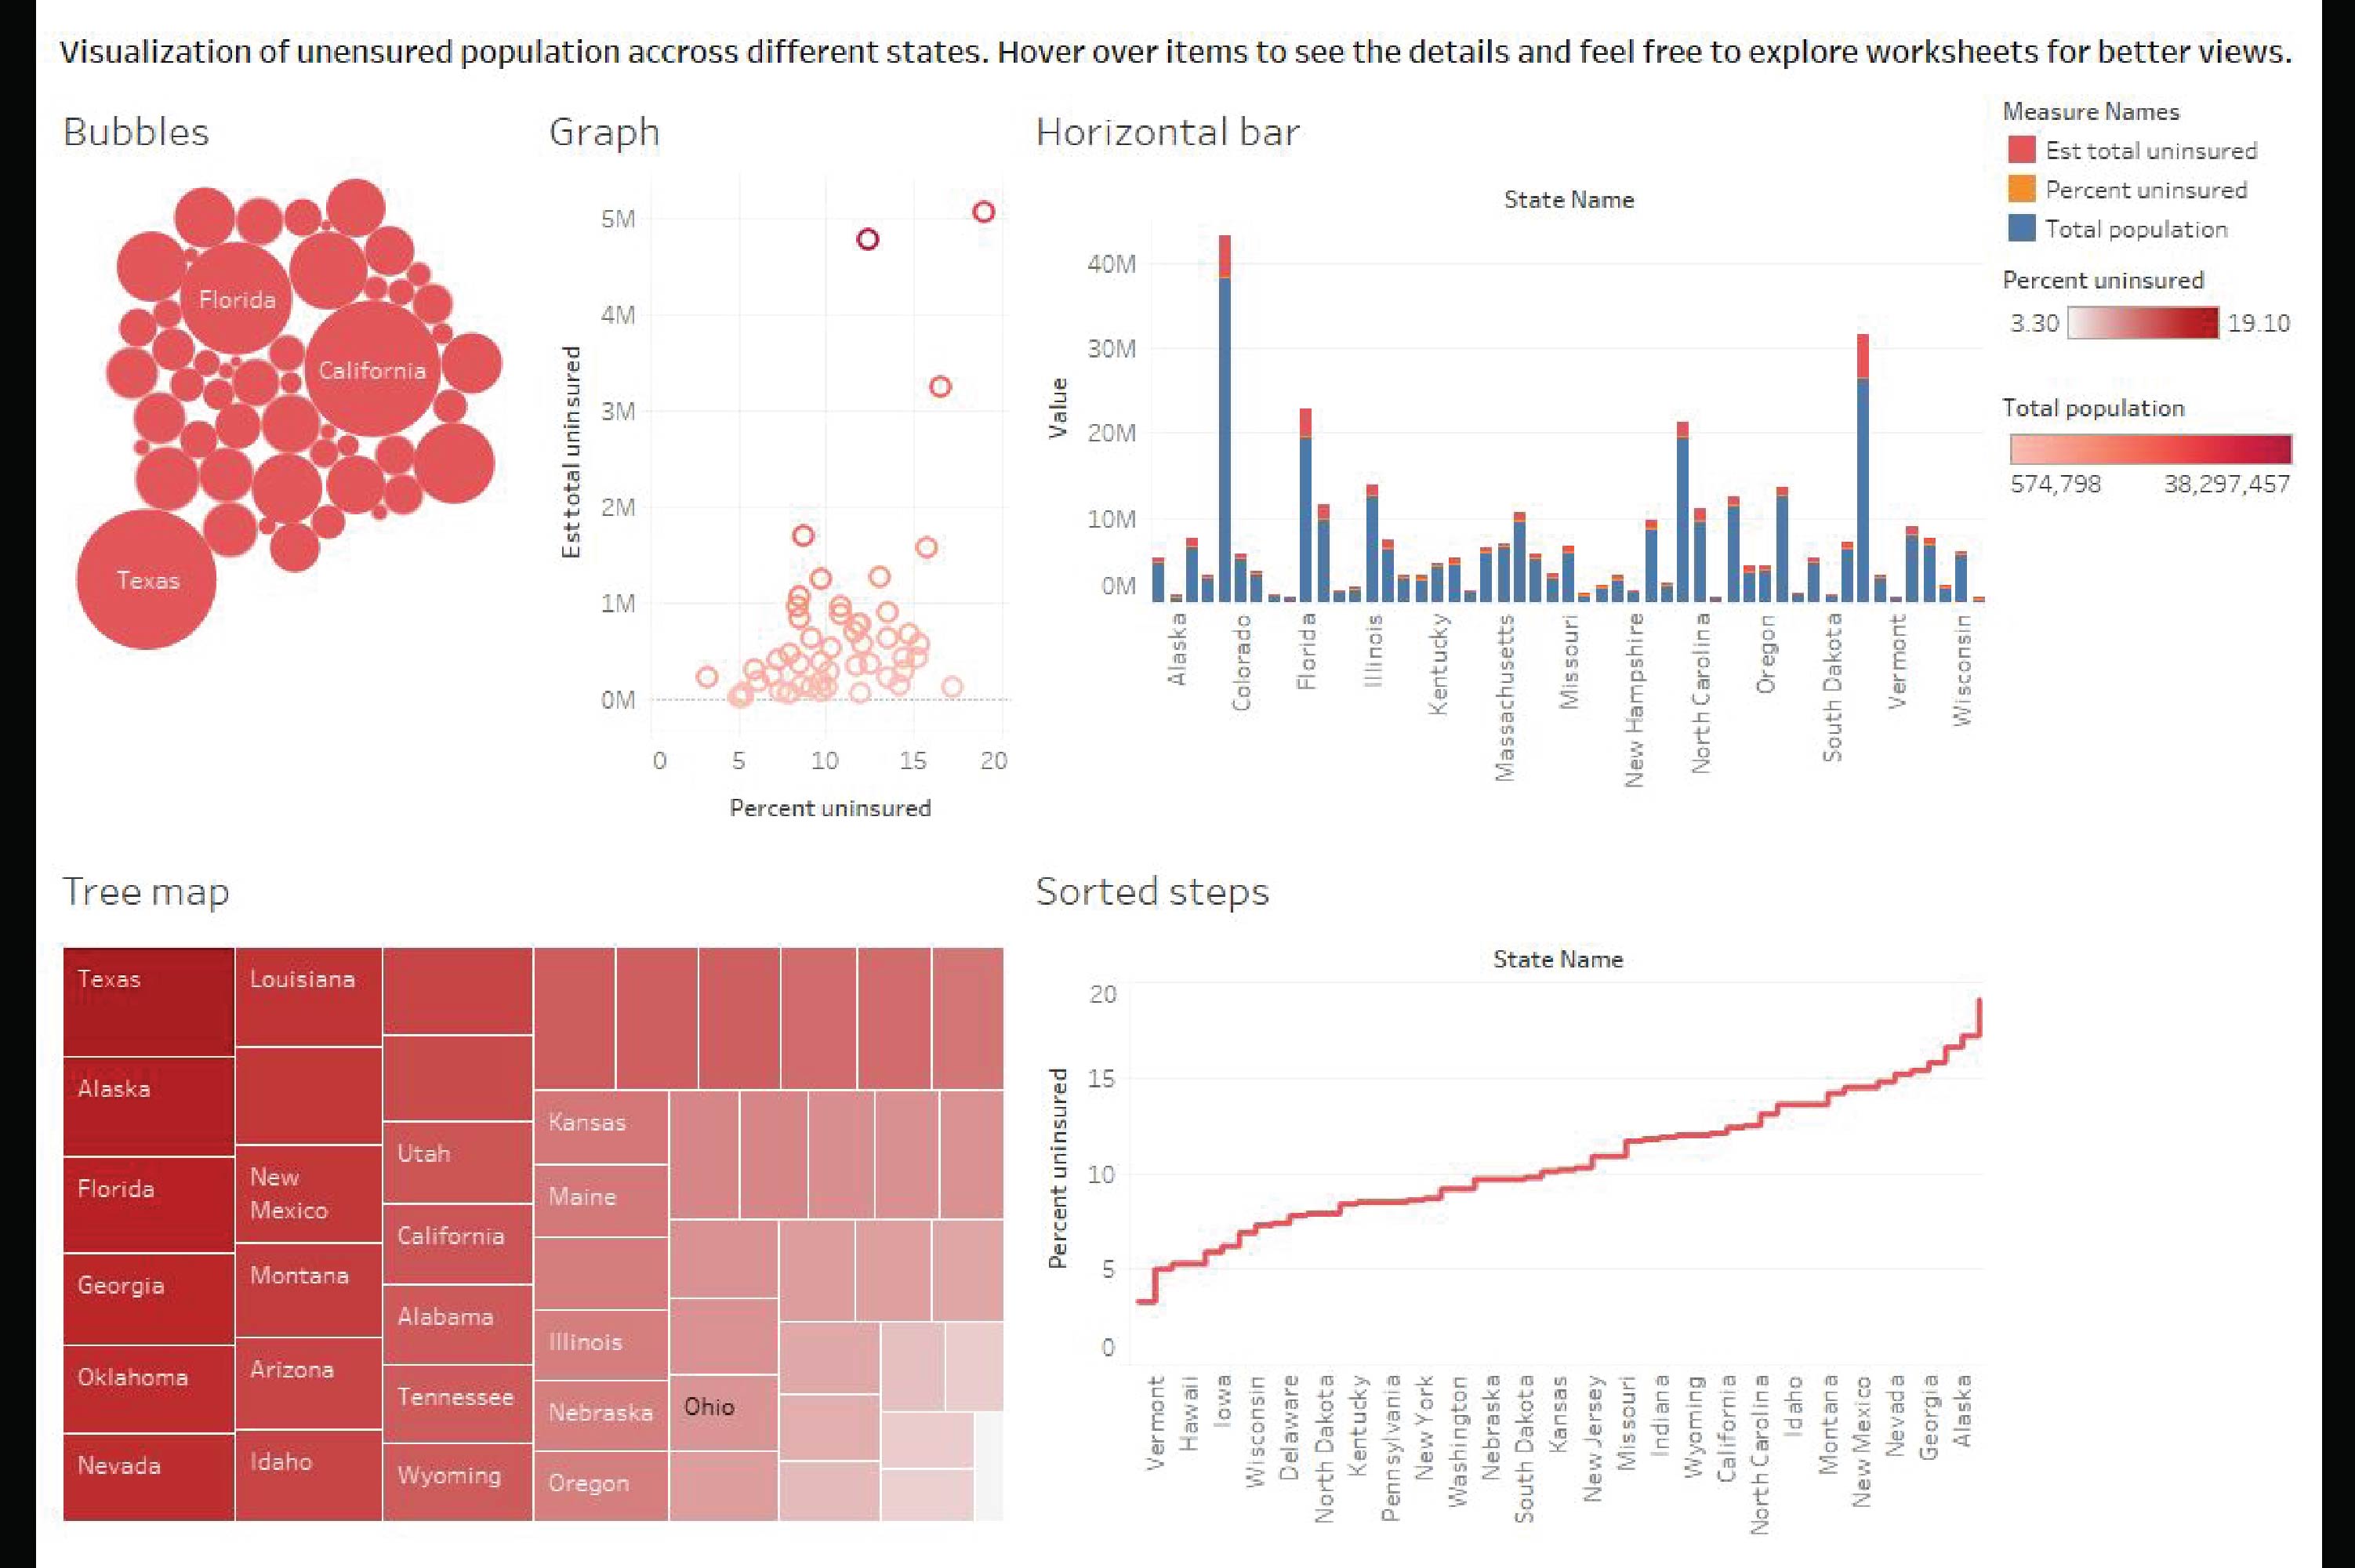 Visualization of unensured population accross different states. Hover over items to see the details and feel free to explore worksheets for better views.
Bubbles
Florida
California
Texas
Graph
Est total uninsured
5M
4M
3M
2M
1M
0M
0 5 10 15 20
Percent uninsured
Horizontal bar
State Name
Value
40M
30M
20M
10M
0M
Alaska
Colorado
Florida
Illinois
Kentucky
Massachusetts
Missouri
New Hampshire
North Carolina
Oregon
South Dakota
Vermont
Wisconsin
Measure Names
Est total uninsured
Percent uninsured
Total population
Percent uninsured
3.30 19.10
Total population
574,798 38,297,457
Tree map
Texas
Alaska
Florida
Georgia
Oklahoma
Nevada
Louisiana
New
Mexico
Montana
Arizona
Idaho
Utah
California
Alabama
Tennessee
Wyoming
Kansas
Maine
Illinois
Nebraska
Oregon
Ohio
Sorted steps
State Name
Percent uninsured
20
15
10
5
0
Vermont
Hawaii
Iowa
Wisconsin
Delaware
North Dakota
Kentucky
Pennsylvania
New York
Washington
Nebraska
South Dakota
Kansas
New Jersey
Missouri
Indiana
Wyoming
California
North Carolina
Idaho
Montana
New Mexico
Nevada
Georgia
Alaska